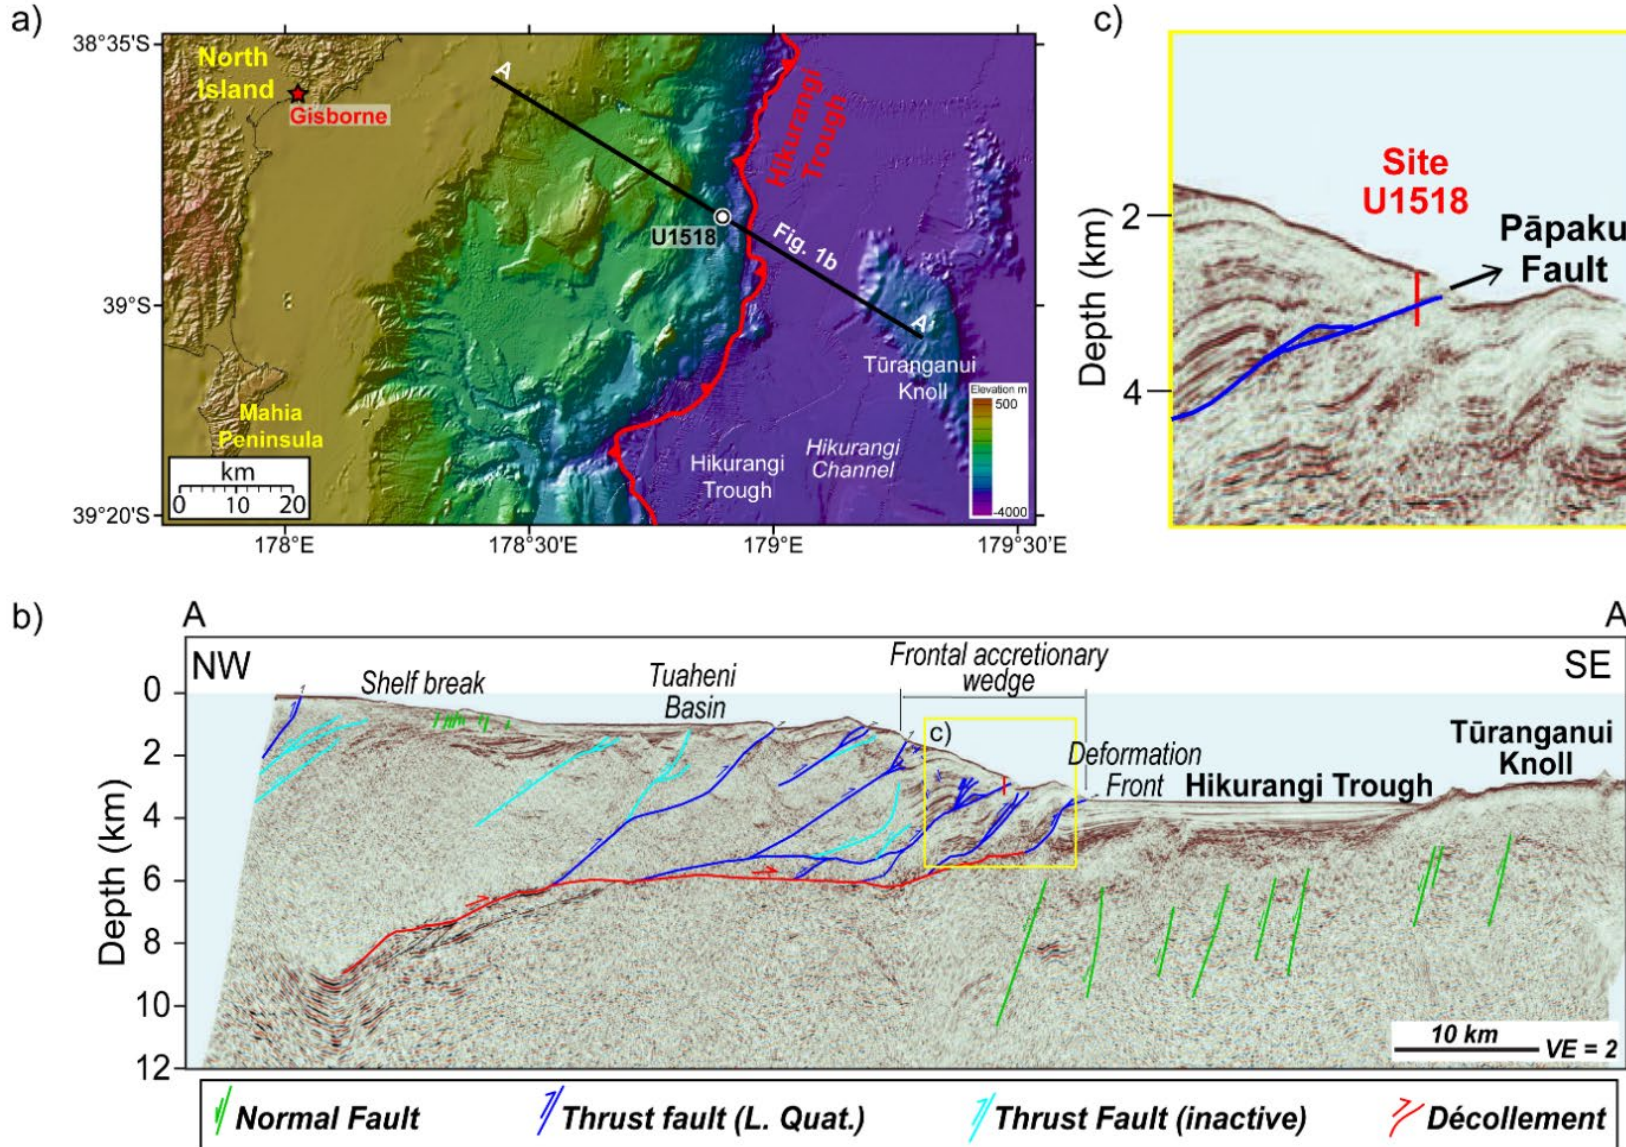 a)
38°35'S
39°S
39°20'S
178°E
178°30'E
179°E
179°30'E
North
Island
Gisborne
A
Hikurangi
Trough
U1518
Fig. 1b
A'
Tūranganui
Knoll
Mahia
Peninsula
km
0 10 20
Hikurangi
Trough
Hikurangi
Channel
Elevation m
500
-4000
c)
Depth (km)
2
4
Site
U1518
Pāpaku
Fault
b)
A
A
NW
SE
Depth (km)
0
2
4
6
8
10
12
Shelf break
Tuaheni
Basin
Frontal accretionary
wedge
c)
Deformation
Front
Hikurangi Trough
Tūranganui
Knoll
10 km
VE = 2
Normal Fault
Thrust fault (L. Quat.)
Thrust Fault (inactive)
Décollement